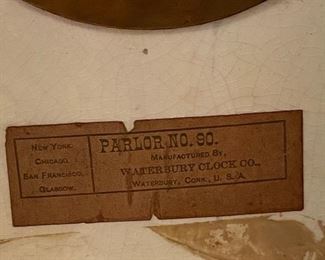 New York.
Chicago.
San Francisco.
Glasgow.
PARLOR NO. 90.
Manufactured By,
WATERBURY CLOCK CO.,
Waterbury, Conn., U. S. A.